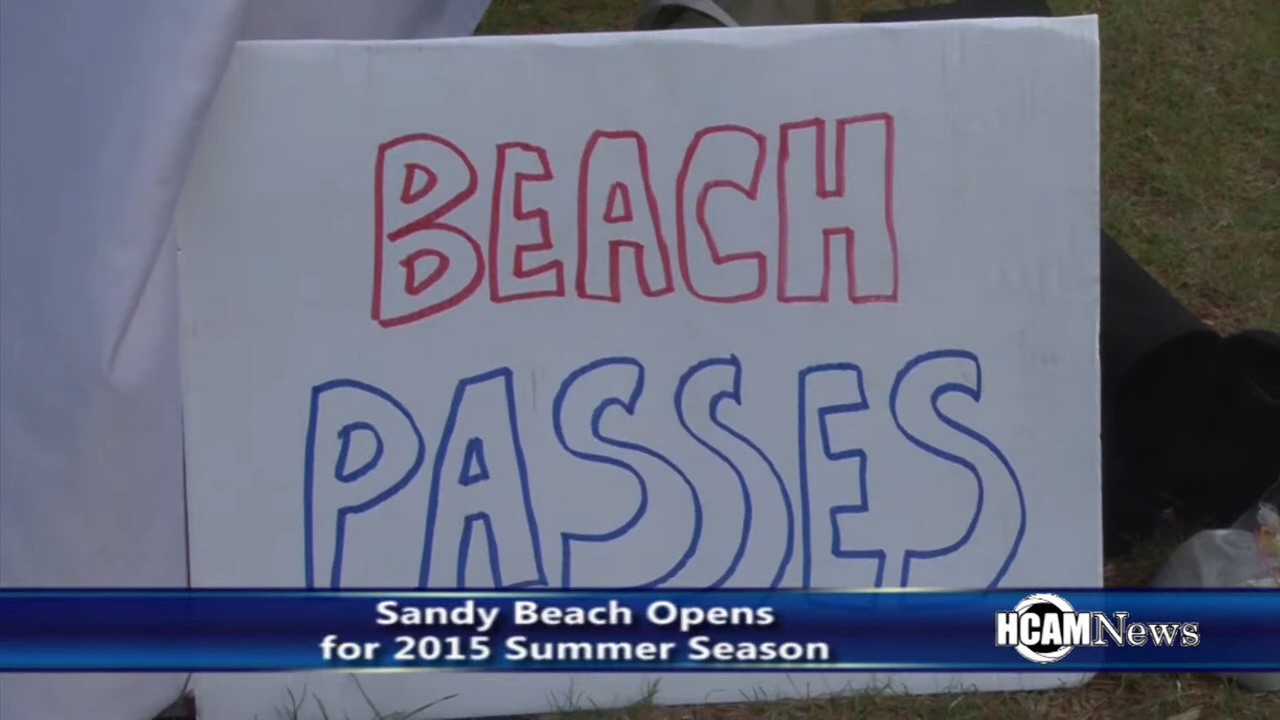 BEACH
PASSES
Sandy Beach Opens
for 2015 Summer Season
HCAMNews